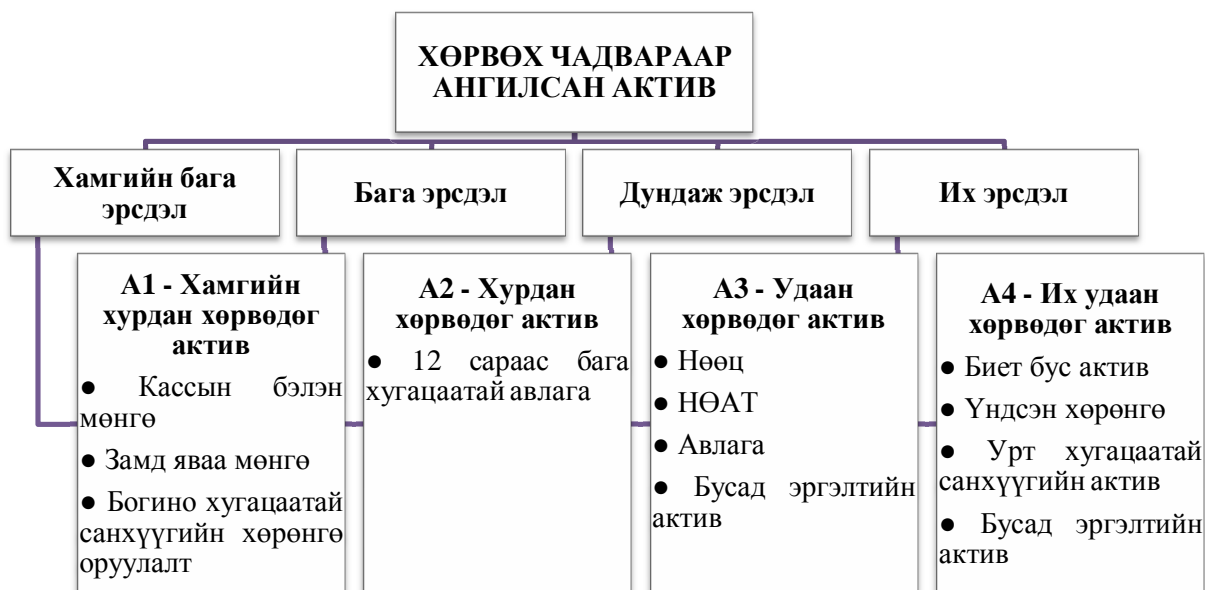 ХӨРВӨХ ЧАДВАРААР
АНГИЛСАН АКТИВ
Хамгийн бага
эрсдэл
Бага эрсдэл
Дундаж эрсдэл
Их эрсдэл
А1 - Хамгийн
хурдан хөрвөдөг
актив
● Кассын бэлэн
мөнгө
● Замд яваа мөнгө
● Богино хугацаатай
санхүүгийн хөрөнгө
оруулалт
А2 - Хурдан
хөрвөдөг актив
● 12 сараас бага
хугацаатай авлага
А3 - Удаан
хөрвөдөг актив
● Нөөц
● НӨАТ
● Авлага
● Бусад эргэлтийн
актив
А4 - Их удаан
хөрвөдөг актив
● Биет бус актив
● Үндсэн хөрөнгө
● Урт хугацаатай
санхүүгийн актив
● Бусад эргэлтийн
актив